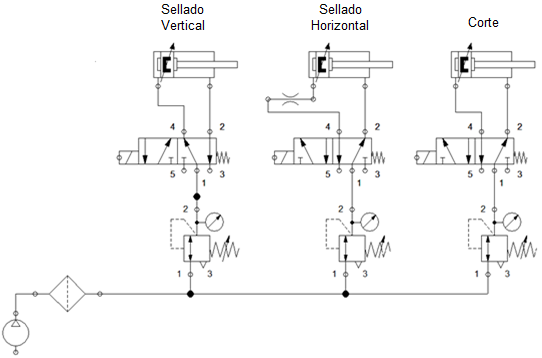 Sellado
Vertical
Sellado
Horizontal
Corte
4 2
4 2
4 2
5 1 3
5 1 3
5 1 3
2
2
2
1 3
1 3
1 3